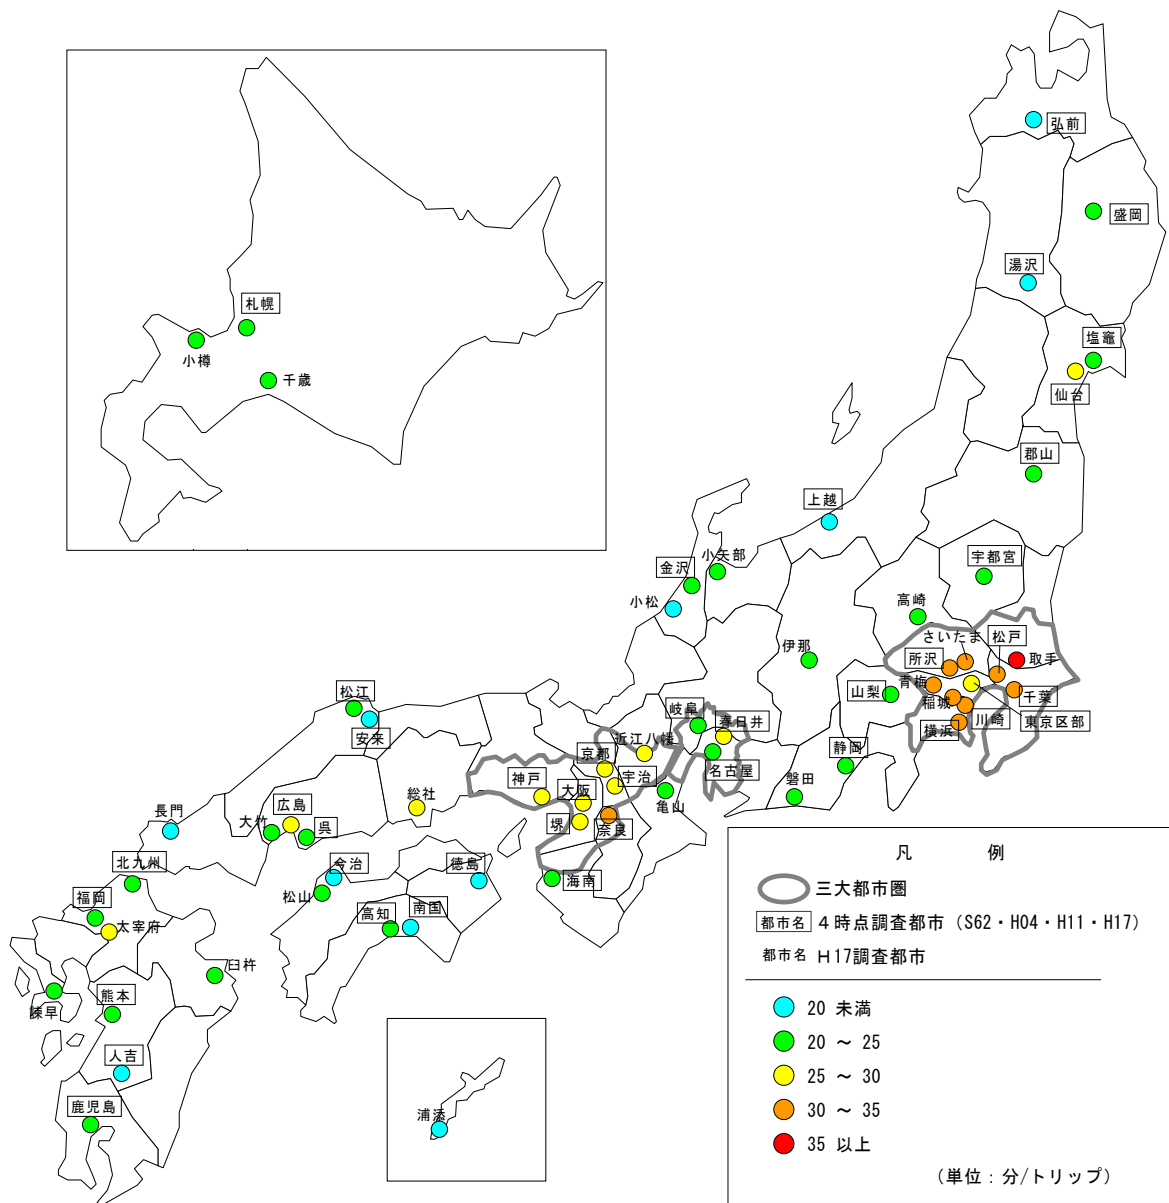 弘前
盛岡
湯沢
塩竈
仙台
郡山
札幌
小樽
千歳
上越
小矢部
金沢
小松
宇都宮
高崎
さいたま
松戸
所沢
取手
伊那
青梅
山梨
千葉
稲城
川崎
東京区部
横浜
松江
安来
岐阜
春日井
近江八幡
京都
名古屋
静岡
宇治
神戸
大阪
亀山
磐田
総社
広島
長門
大竹
呉
堺
奈良
北九州
今治
徳島
海南
松山
福岡
太宰府
高知
南国
臼杵
諫早
熊本
人吉
鹿児島
浦添
凡 例
三大都市圏
都市名 4時点調査都市 (S62・H04・H11・H17)
都市名 H17調査都市
20 未満
20 ~ 25
25 ~ 30
30 ~ 35
35 以上
(単位:分/トリップ)